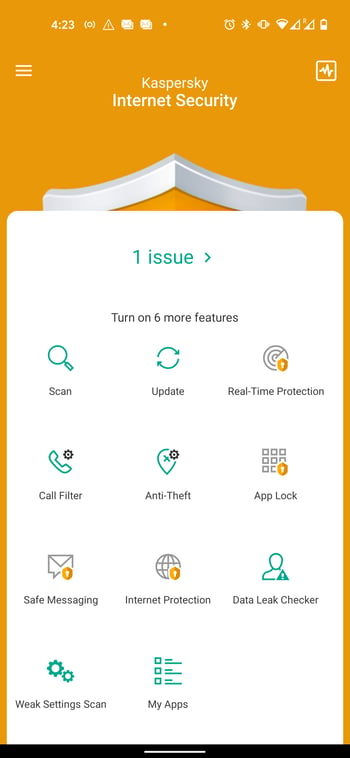 4:23
Kaspersky
Internet Security
1 issue
Turn on 6 more features
Scan
Update
Real-Time Protection
Call Filter
Anti-Theft
App Lock
Safe Messaging
Internet Protection
Data Leak Checker
Weak Settings Scan
My Apps